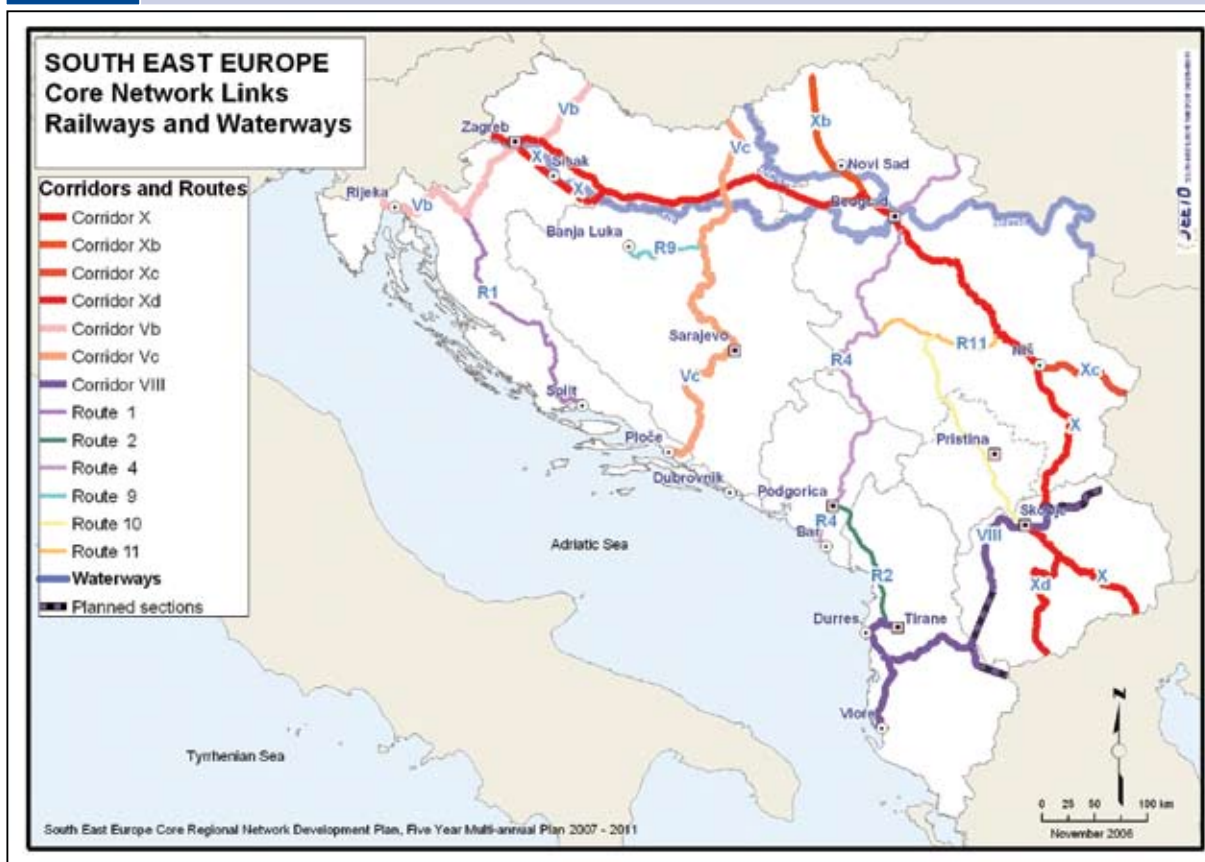 SOUTH EAST EUROPE
Core Network Links
Railways and Waterways
Corridors and Routes
Corridor X
Corridor Xb
Corridor Xc
Corridor Xd
Corridor Vb
Corridor Vc
Corridor VIII
Route 1
Route 2
Route 4
Route 9
Route 10
Route 11
Waterways
Planned sections
Vb
Zagreb
X
Sisak
X
Rijeka
Vb
Vc
Xb
Novi Sad
Beograd
Banja Luka
R9
R1
Sarajevo
R4
R11
Niš
Xc
Vc
Split
X
Ploče
Pristina
Dubrovnik
Podgorica
R4
Bar
Skopje
VIII
Adriatic Sea
R2
Xd
X
Durres
Tirane
Vlore
Tyrrhenian Sea
z
0 25 50 100 km
November 2006
South East Europe Core Regional Network Development Plan, Five Year Multi-annual Plan 2007 - 2011